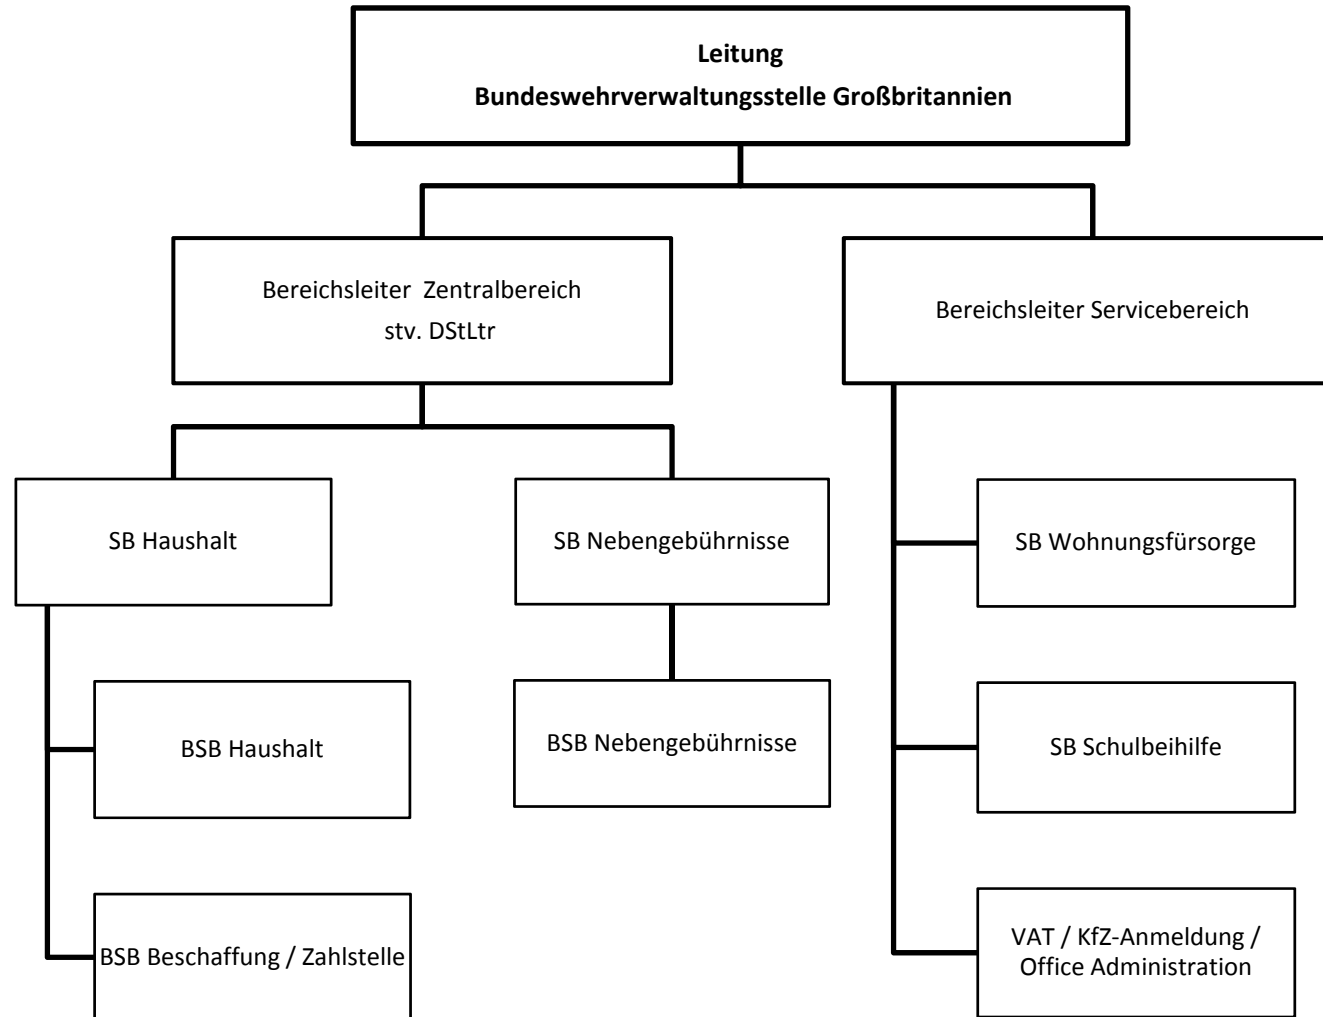 Leitung
Bundeswehrverwaltungsstelle Großbritannien
Bereichsleiter Zentralbereich
stv. DStLtr
Bereichsleiter Servicebereich
SB Haushalt
SB Nebengebührnisse
SB Wohnungsfürsorge
BSB Haushalt
BSB Nebengebührnisse
SB Schulbeihilfe
BSB Beschaffung / Zahlstelle
VAT / KfZ-Anmeldung /
Office Administration